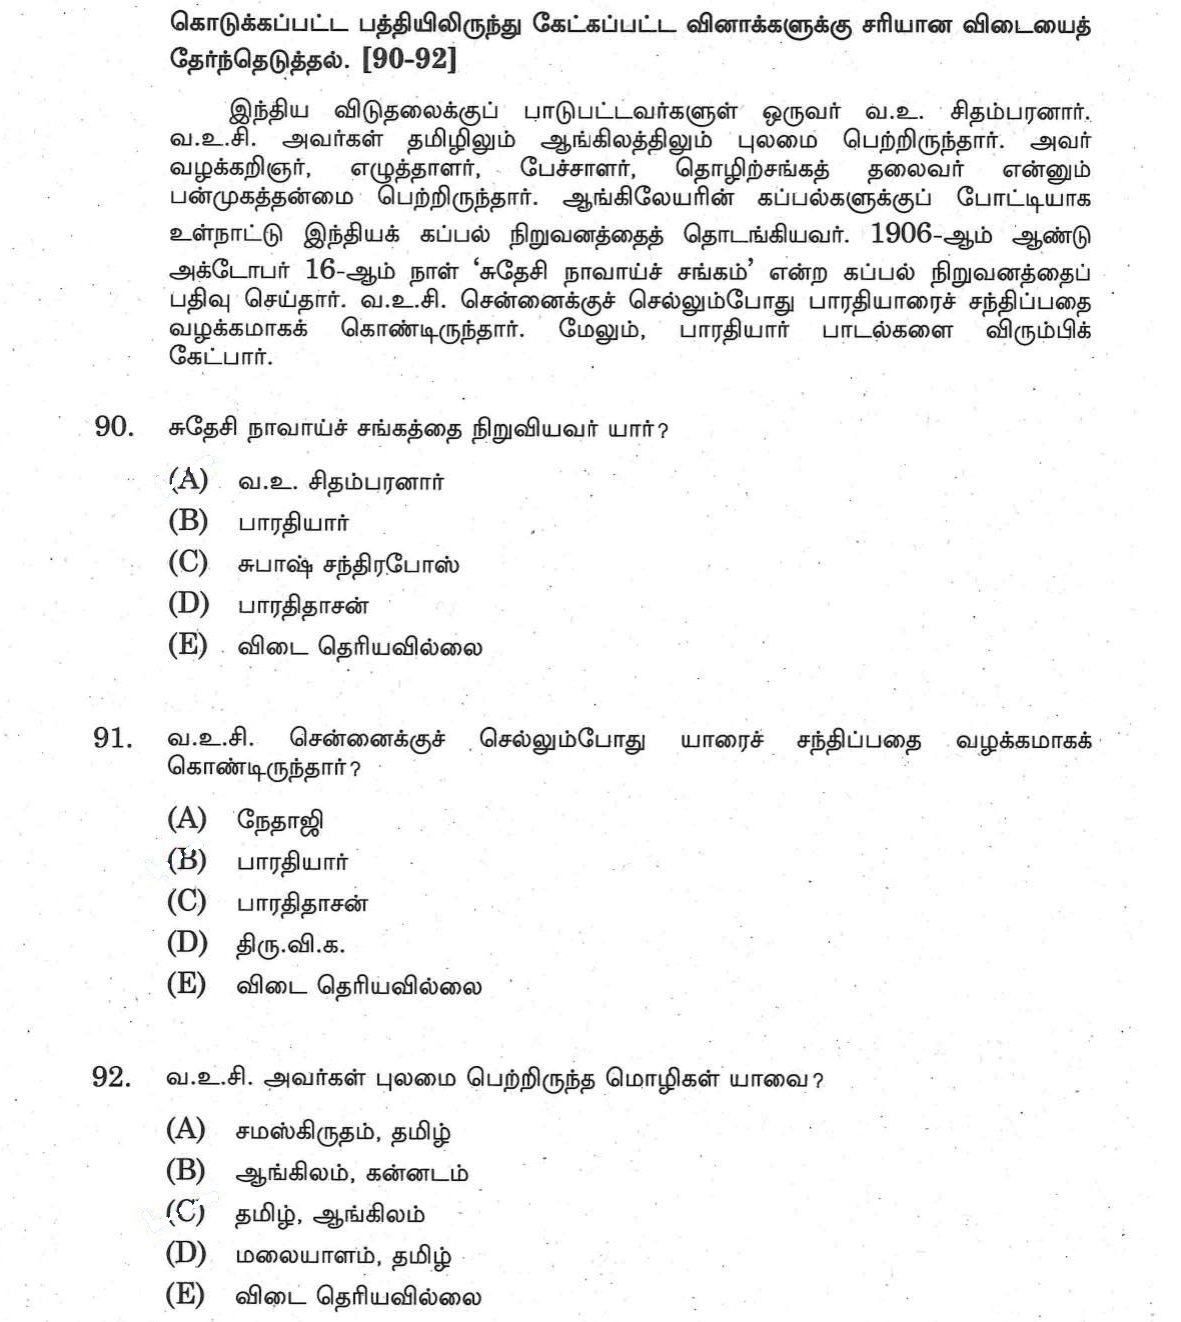 கொடுக்கப்பட்ட பத்தியிலிருந்து கேட்கப்பட்ட வினாக்களுக்கு சரியான விடையைத்
தேர்ந்தெடுத்தல். [90-92]
இந்திய விடுதலைக்குப் பாடுபட்டவர்களுள் ஒருவர் வ.உ. சிதம்பரனார்.
வ.உ.சி. அவர்கள் தமிழிலும் ஆங்கிலத்திலும் புலமை பெற்றிருந்தார். அவர்
வழக்கறிஞர், எழுத்தாளர், பேச்சாளர், தொழிற்சங்கத் தலைவர் என்னும்
பன்முகத்தன்மை பெற்றிருந்தார். ஆங்கிலேயரின் கப்பல்களுக்குப் போட்டியாக
உள்நாட்டு இந்தியக் கப்பல் நிறுவனத்தைத் தொடங்கியவர். 1906-ஆம் ஆண்டு
அக்டோபர் 16-ஆம் நாள் 'சுதேசி நாவாய்ச் சங்கம்' என்ற கப்பல் நிறுவனத்தைப்
பதிவு செய்தார். வ.உ.சி. சென்னைக்குச் செல்லும்போது பாரதியாரைச் சந்திப்பதை
வழக்கமாகக் கொண்டிருந்தார். மேலும், பாரதியார் பாடல்களை விரும்பிக்
கேட்பார்.
90. சுதேசி நாவாய்ச் சங்கத்தை நிறுவியவர் யார்?
(A) வ.உ. சிதம்பரனார்
(B) பாரதியார்
(C) சுபாஷ் சந்திரபோஸ்
(D) பாரதிதாசன்
(E) விடை தெரியவில்லை
91. வ.உ.சி. சென்னைக்குச் செல்லும்போது யாரைச் சந்திப்பதை வழக்கமாகக்
கொண்டிருந்தார்?
(A) நேதாஜி
(B) பாரதியார்
(C) பாரதிதாசன்
(D) திரு.வி.க.
(E) விடை தெரியவில்லை
92. வ.உ.சி. அவர்கள் புலமை பெற்றிருந்த மொழிகள் யாவை?
(A) சமஸ்கிருதம், தமிழ்
(B) ஆங்கிலம், கன்னடம்
(C) தமிழ், ஆங்கிலம்
(D) மலையாளம், தமிழ்
(E) விடை தெரியவில்லை